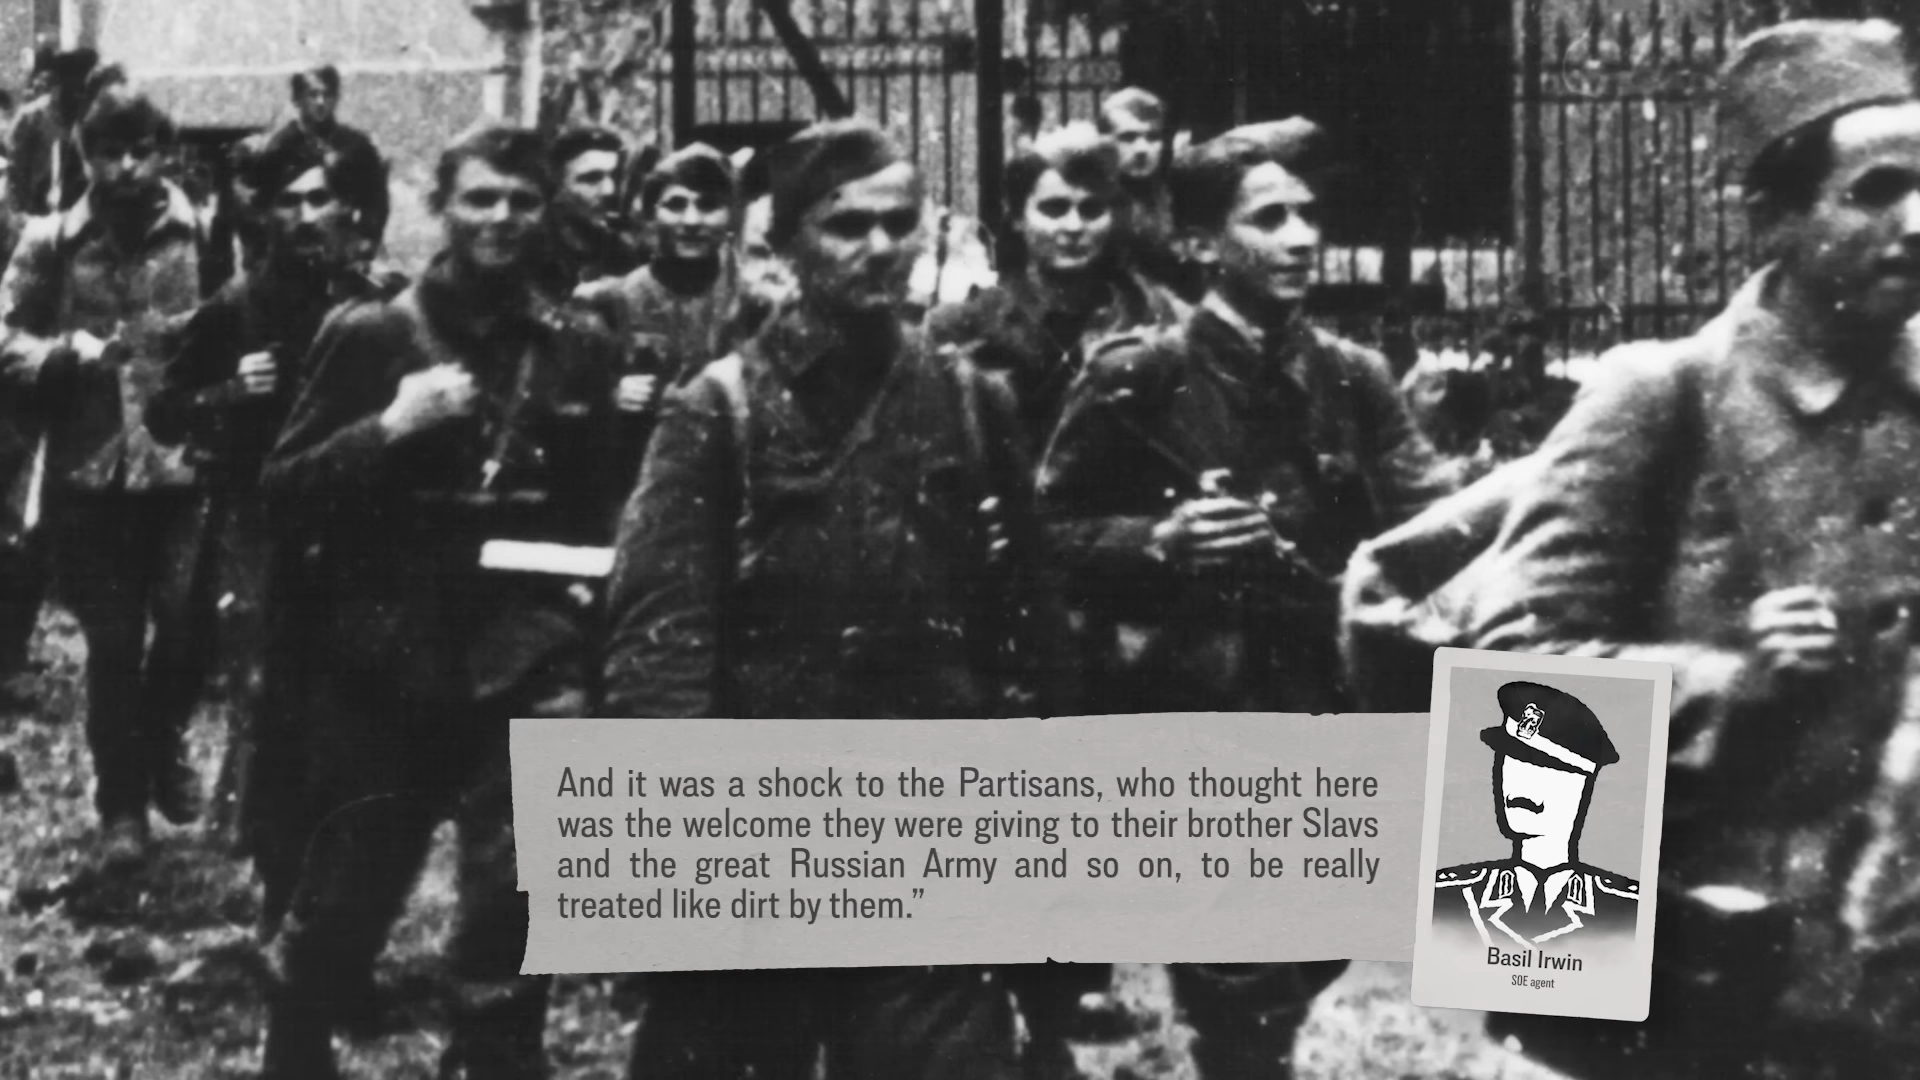 And it was a shock to the Partisans, who thought here
was the welcome they were giving to their brother Slavs
and the great Russian Army and so on, to be really
treated like dirt by them.”
Basil Irwin
SOE agent